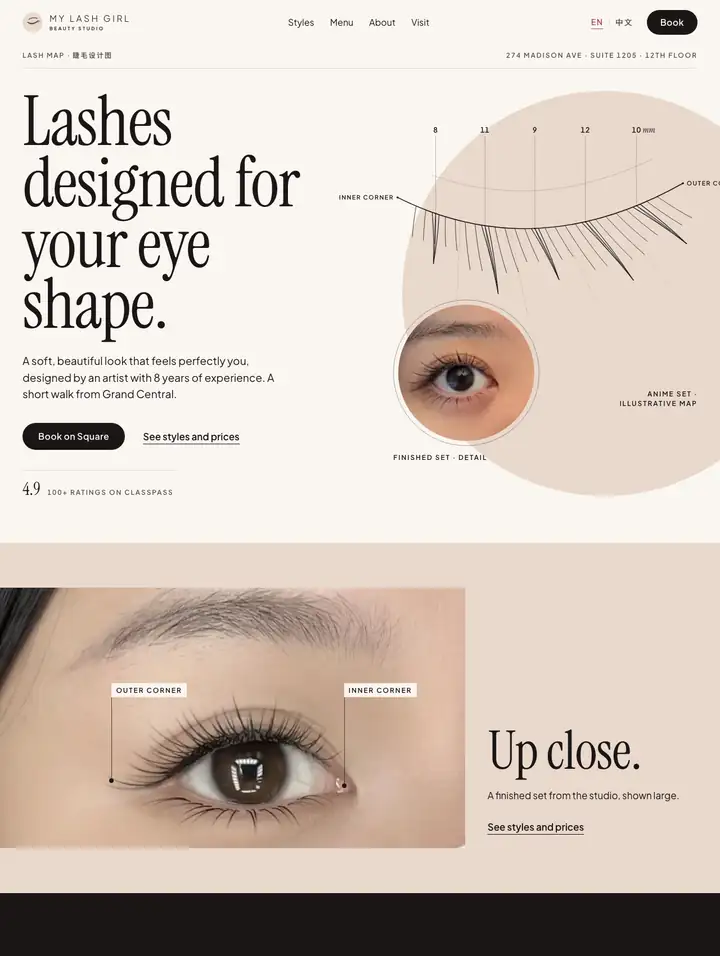 MY LASH GIRL
BEAUTY STUDIO
Styles Menu About Visit
EN 中文
Book
LASH MAP · 睫毛设计图
274 MADISON AVE · SUITE 1205 · 12TH FLOOR
Lashes
designed for
your eye
shape.
A soft, beautiful look that feels perfectly you,
designed by an artist with 8 years of experience. A
short walk from Grand Central.
Book on Square
See styles and prices
4.9 100+ RATINGS ON CLASSPASS
8 11 9 12 10 mm
INNER CORNER
OUTER CO
FINISHED SET · DETAIL
ANIME SET ·
ILLUSTRATIVE MAP
OUTER CORNER
INNER CORNER
Up close.
A finished set from the studio, shown large.
See styles and prices